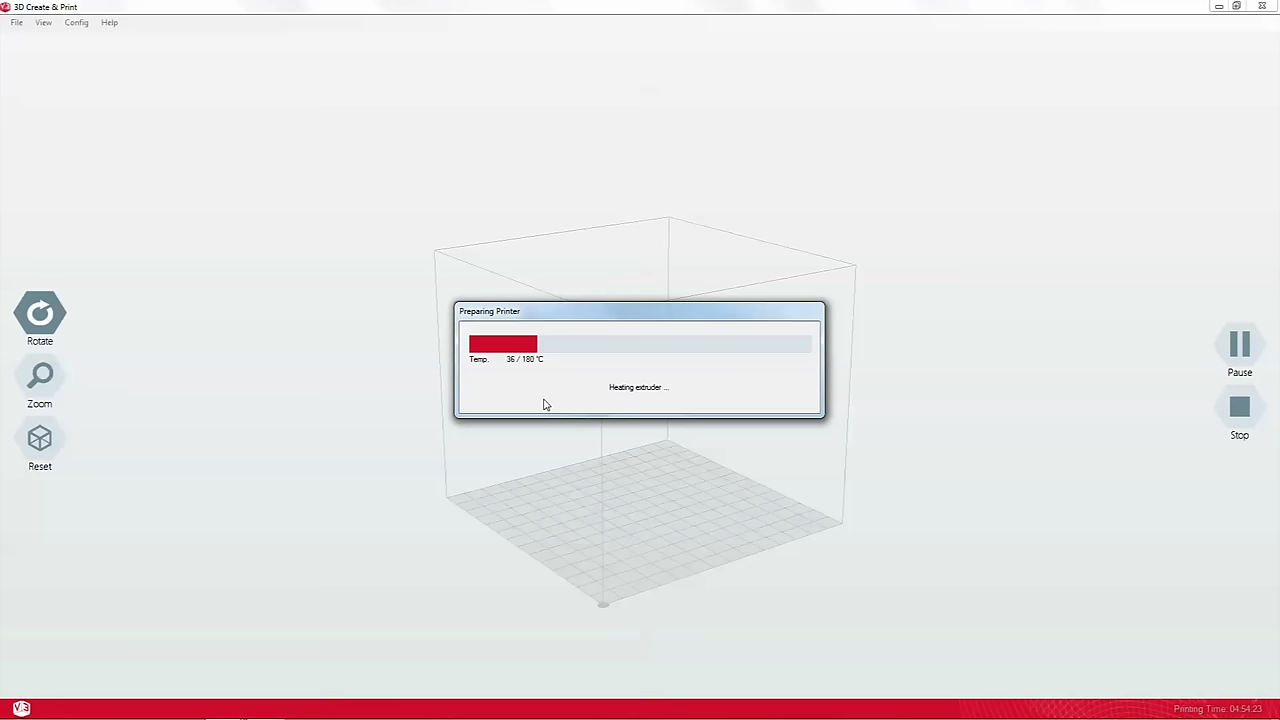 3D Create & Print
File View Config Help
Preparing Printer
Temp. 36 / 180 °C
Heating extruder ...
Rotate
Zoom
Reset
Pause
Stop
Printing Time: 04:54:23